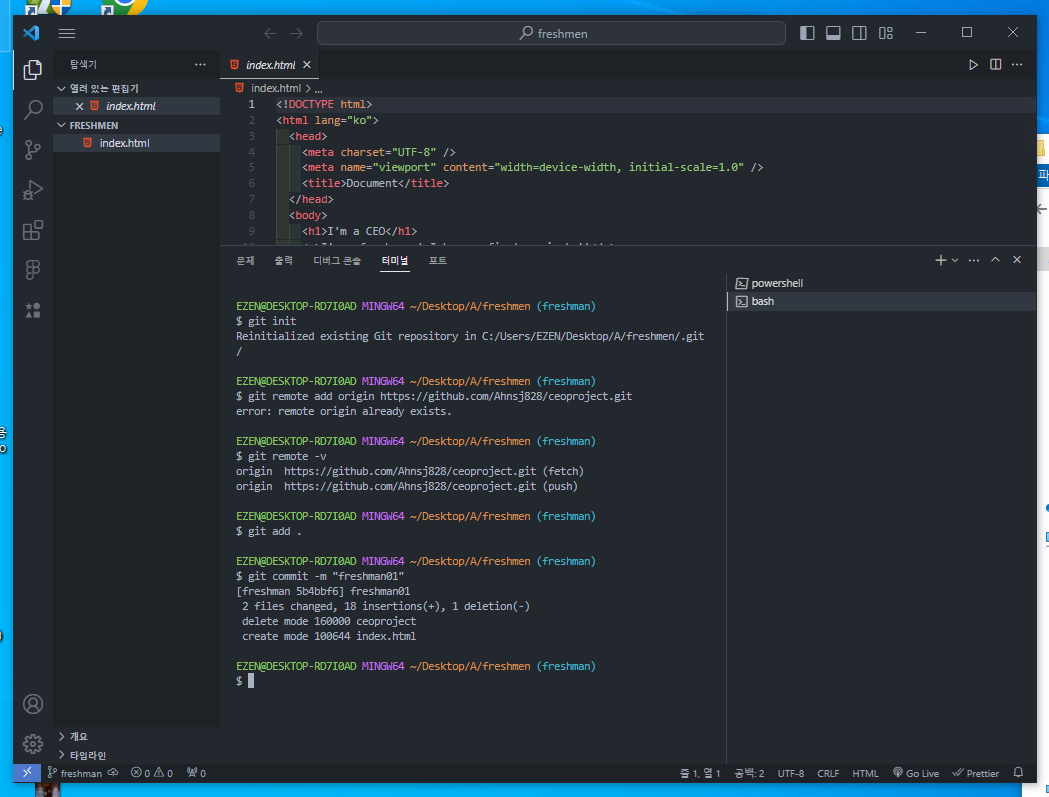 freshmen
탐색기
열려 있는 편집기
index.html
FRESHMEN
index.html
개요
타임라인
index.html
index.html > ...
1 <!DOCTYPE html>
2 <html lang="ko">
3 <head>
4 <meta charset="UTF-8" />
5 <meta name="viewport" content="width=device-width, initial-scale=1.0" />
6 <title>Document</title>
7 </head>
8 <body>
9 <h1>I'm a CEO</h1>
문제 출력 디버그 콘솔 터미널 포트
powershell
bash
EZEN@DESKTOP-RD7I0AD MINGW64 ~/Desktop/A/freshmen (freshman)
$ git init
Reinitialized existing Git repository in C:/Users/EZEN/Desktop/A/freshmen/.git
/
EZEN@DESKTOP-RD7I0AD MINGW64 ~/Desktop/A/freshmen (freshman)
$ git remote add origin https://github.com/Ahnsj828/ceoproject.git
error: remote origin already exists.
EZEN@DESKTOP-RD7I0AD MINGW64 ~/Desktop/A/freshmen (freshman)
$ git remote -v
origin https://github.com/Ahnsj828/ceoproject.git (fetch)
origin https://github.com/Ahnsj828/ceoproject.git (push)
EZEN@DESKTOP-RD7I0AD MINGW64 ~/Desktop/A/freshmen (freshman)
$ git add .
EZEN@DESKTOP-RD7I0AD MINGW64 ~/Desktop/A/freshmen (freshman)
$ git commit -m "freshman01"
[freshman 5b4bbf6] freshman01
2 files changed, 18 insertions(+), 1 deletion(-)
delete mode 160000 ceoproject
create mode 100644 index.html
EZEN@DESKTOP-RD7I0AD MINGW64 ~/Desktop/A/freshmen (freshman)
$
freshman 0 0 0 줄 1, 열 1 공백: 2 UTF-8 CRLF HTML Go Live Prettier